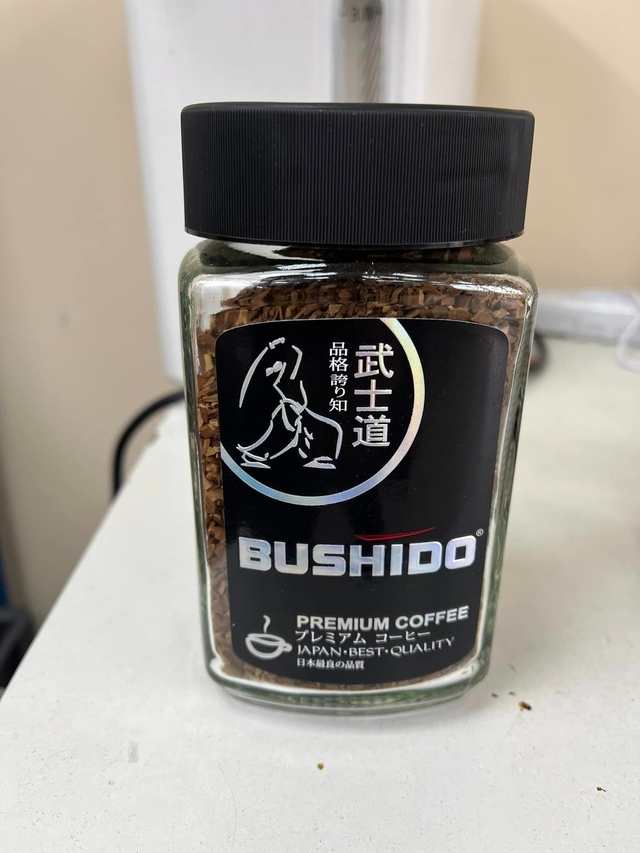 武士道
品格 誇り知
BUSHIDO®
PREMIUM COFFEE
プレミアム コーヒー
JAPAN•BEST•QUALITY
日本最良の品質